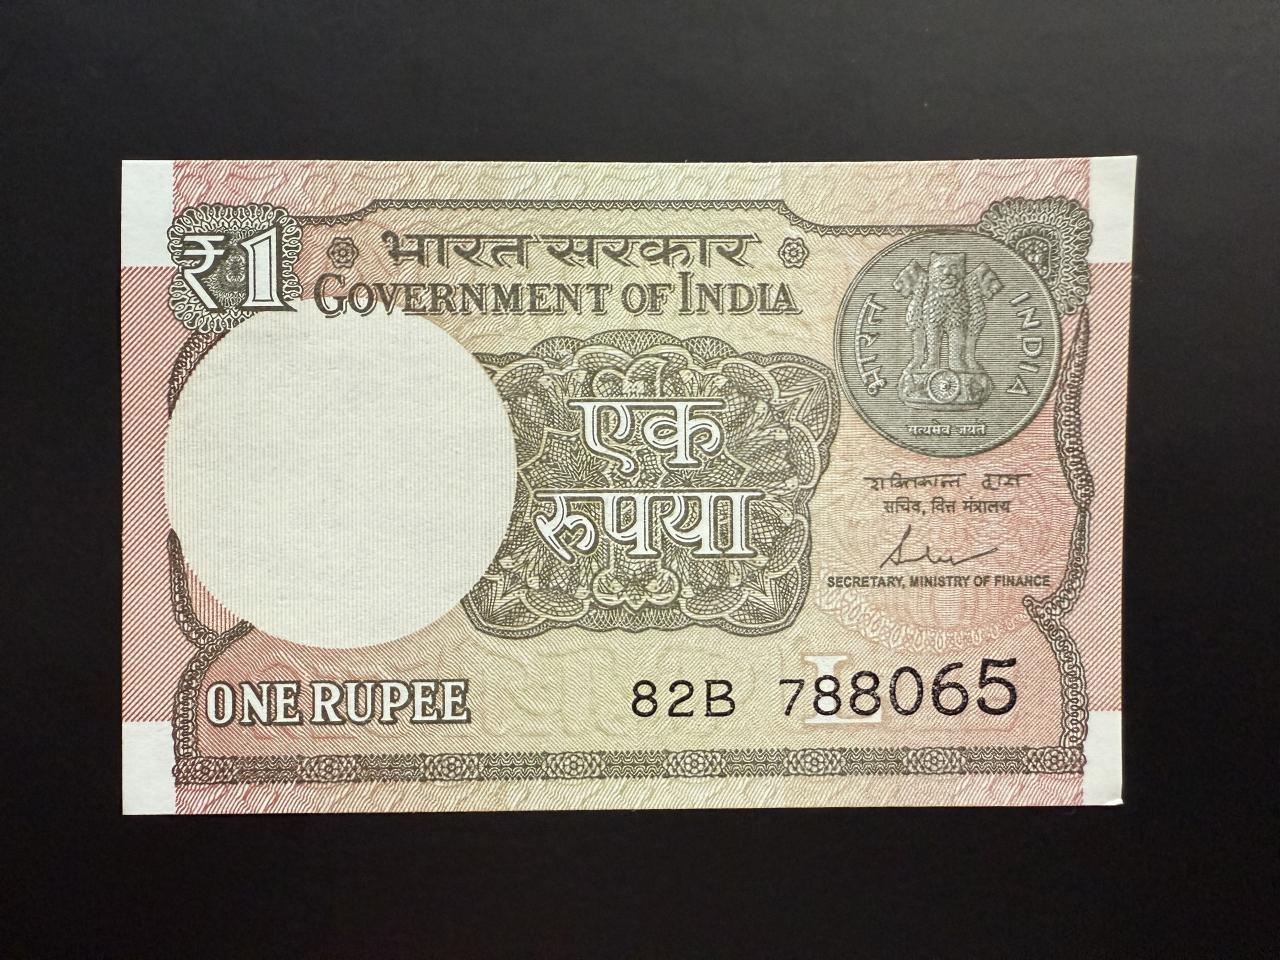 ₹1
भारत सरकार
GOVERNMENT OF INDIA
भारत
INDIA
सत्यमेव जयते
एक
रुपया
शक्तिकान्त दास
सचिव, वित्त मंत्रालय
SECRETARY, MINISTRY OF FINANCE
L
ONE RUPEE
82B 788065